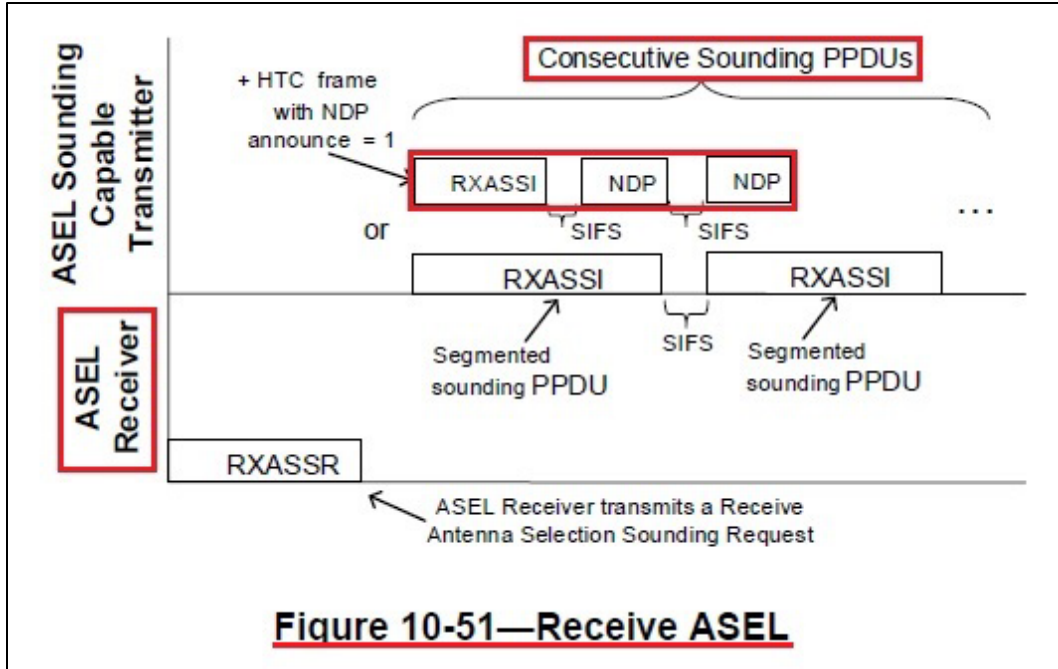 Consecutive Sounding PPDUs
+ HTC frame
with NDP
announce = 1
ASEL Sounding
Capable
Transmitter
RXASSI
NDP
NDP
SIFS
SIFS
...
or
RXASSI
RXASSI
SIFS
Segmented
sounding PPDU
Segmented
sounding PPDU
ASEL
Receiver
RXASSR
ASEL Receiver transmits a Receive
Antenna Selection Sounding Request
Figure 10-51—Receive ASEL